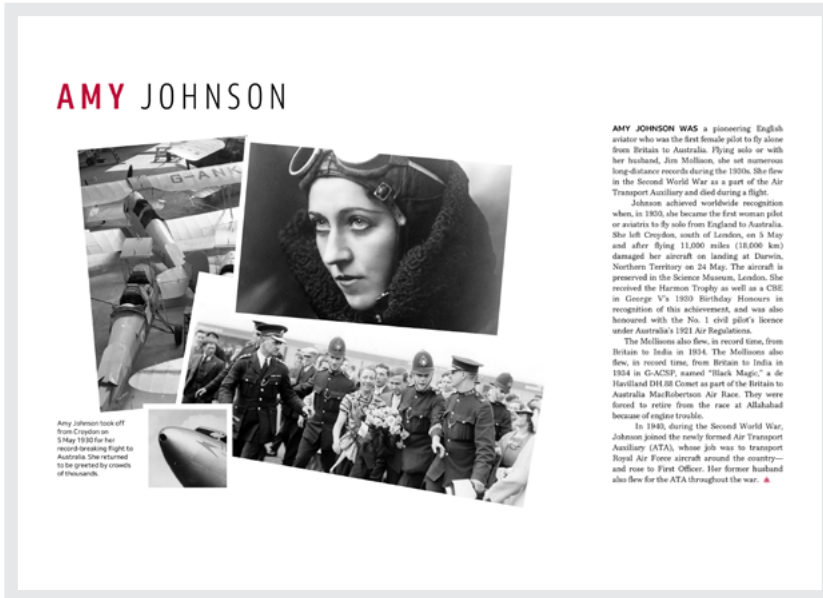 AMY JOHNSON
G-ANK
Amy Johnson took off
from Croydon on
5 May 1930 for her
record-breaking flight to
Australia. She returned
to be greeted by crowds
of thousands.
AMY JOHNSON WAS a pioneering English
aviator who was the first female pilot to fly alone
from Britain to Australia. Flying solo or with
her husband, Jim Mollison, she set numerous
long-distance records during the 1930s. She flew
in the Second World War as a part of the Air
Transport Auxiliary and died during a flight.
Johnson achieved worldwide recognition
when, in 1930, she became the first woman pilot
or aviatrix to fly solo from England to Australia.
She left Croydon, south of London, on 5 May
and after flying 11,000 miles (18,000 km)
damaged her aircraft on landing at Darwin,
Northern Territory on 24 May. The aircraft is
preserved in the Science Museum, London. She
received the Harmon Trophy as well as a CBE
in George V's 1930 Birthday Honours in
recognition of this achievement, and was also
honoured with the No. 1 civil pilot's licence
under Australia's 1921 Air Regulations.
The Mollisons also flew, in record time, from
Britain to India in 1934. The Mollisons also
flew, in record time, from Britain to India in
1934 in G-ACSP, named “Black Magic,” a de
Havilland DH.88 Comet as part of the Britain to
Australia MacRobertson Air Race. They were
forced to retire from the race at Allahabad
because of engine trouble.
In 1940, during the Second World War,
Johnson joined the newly formed Air Transport
Auxiliary (ATA), whose job was to transport
Royal Air Force aircraft around the country—
and rose to First Officer. Her former husband
also flew for the ATA throughout the war.